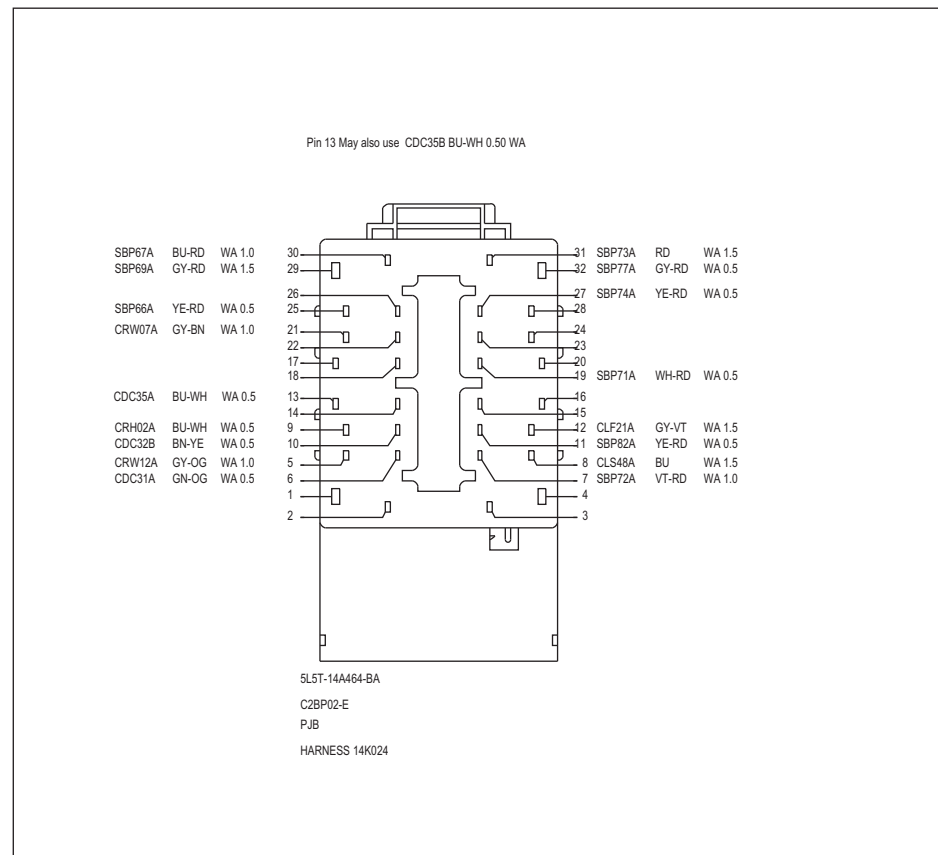 Pin 13 May also use CDC35B BU-WH 0.50 WA
SBP67A BU-RD WA 1.0 30 31 SBP73A RD WA 1.5
SBP69A GY-RD WA 1.5 29 32 SBP77A GY-RD WA 0.5
26 27 SBP74A YE-RD WA 0.5
SBP66A YE-RD WA 0.5 25 28
CRW07A GY-BN WA 1.0 21 24
22 23
17 20
18 19 SBP71A WH-RD WA 0.5
CDC35A BU-WH WA 0.5 13 16
14 15
CRH02A BU-WH WA 0.5 9 12 CLF21A GY-VT WA 1.5
CDC32B BN-YE WA 0.5 10 11 SBP82A YE-RD WA 0.5
CRW12A GY-OG WA 1.0 5 8 CLS48A BU WA 1.5
CDC31A GN-OG WA 0.5 6 7 SBP72A VT-RD WA 1.0
1 4
2 3
5L5T-14A464-BA
C2BP02-E
PJB
HARNESS 14K024